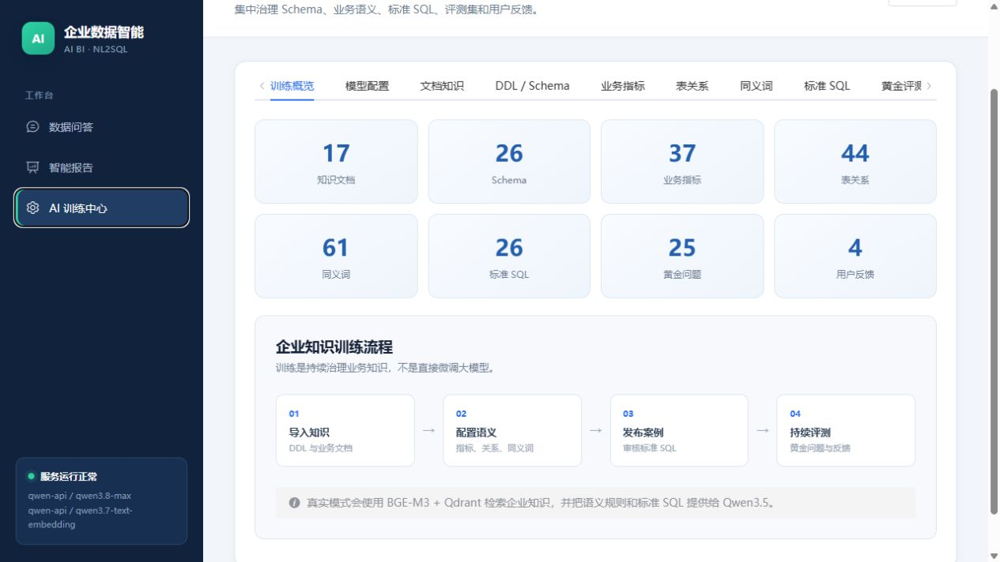 集中治理 Schema、业务语义、标准 SQL、评测集和用户反馈。
AI
企业数据智能
AI BI · NL2SQL
工作台
数据问答
智能报告
AI 训练中心
服务运行正常
qwen-api / qwen3.8-max
qwen-api / qwen3.7-text-
embedding
训练概览 模型配置 文档知识 DDL / Schema 业务指标 表关系 同义词 标准 SQL 黄金评测
17 26 37 44
知识文档 Schema 业务指标 表关系
61 26 25 4
同义词 标准 SQL 黄金问题 用户反馈
企业知识训练流程
训练是持续治理业务知识，不是直接微调大模型。
01 02 03 04
导入知识 → 配置语义 → 发布案例 → 持续评测
DDL 与业务文档 指标、关系、同义词 审核标准 SQL 黄金问题与反馈
真实模式会使用 BGE-M3 + Qdrant 检索企业知识，并把语义规则和标准 SQL 提供给 Qwen3.5。